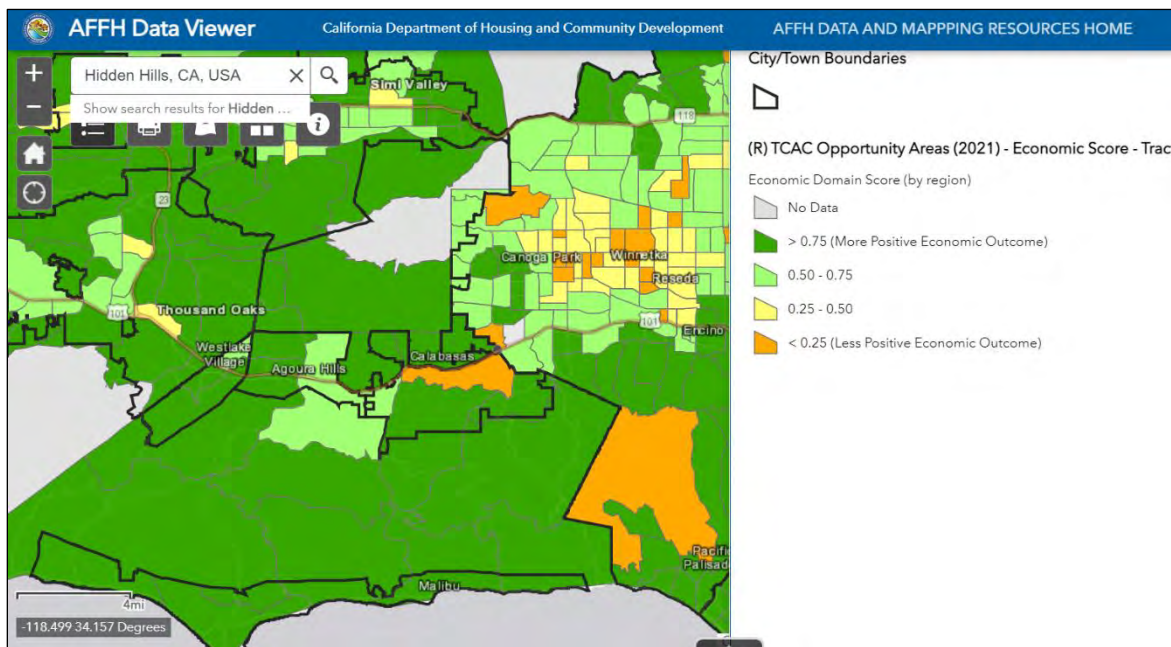 AFFH Data Viewer
California Department of Housing and Community Development
AFFH DATA AND MAPPPING RESOURCES HOME
+
−
Hidden Hills, CA, USA
Show search results for Hidden ...
Simi Valley
118
23
Canoga Park
Winnetka
Reseda
101
Thousand Oaks
101
Encino
Westlake
Village
Agoura Hills
Calabasas
Pacific
Palisad
Malibu
4mi
-118.499 34.157 Degrees
City/Town Boundaries
(R) TCAC Opportunity Areas (2021) - Economic Score - Trac
Economic Domain Score (by region)
No Data
> 0.75 (More Positive Economic Outcome)
0.50 - 0.75
0.25 - 0.50
< 0.25 (Less Positive Economic Outcome)